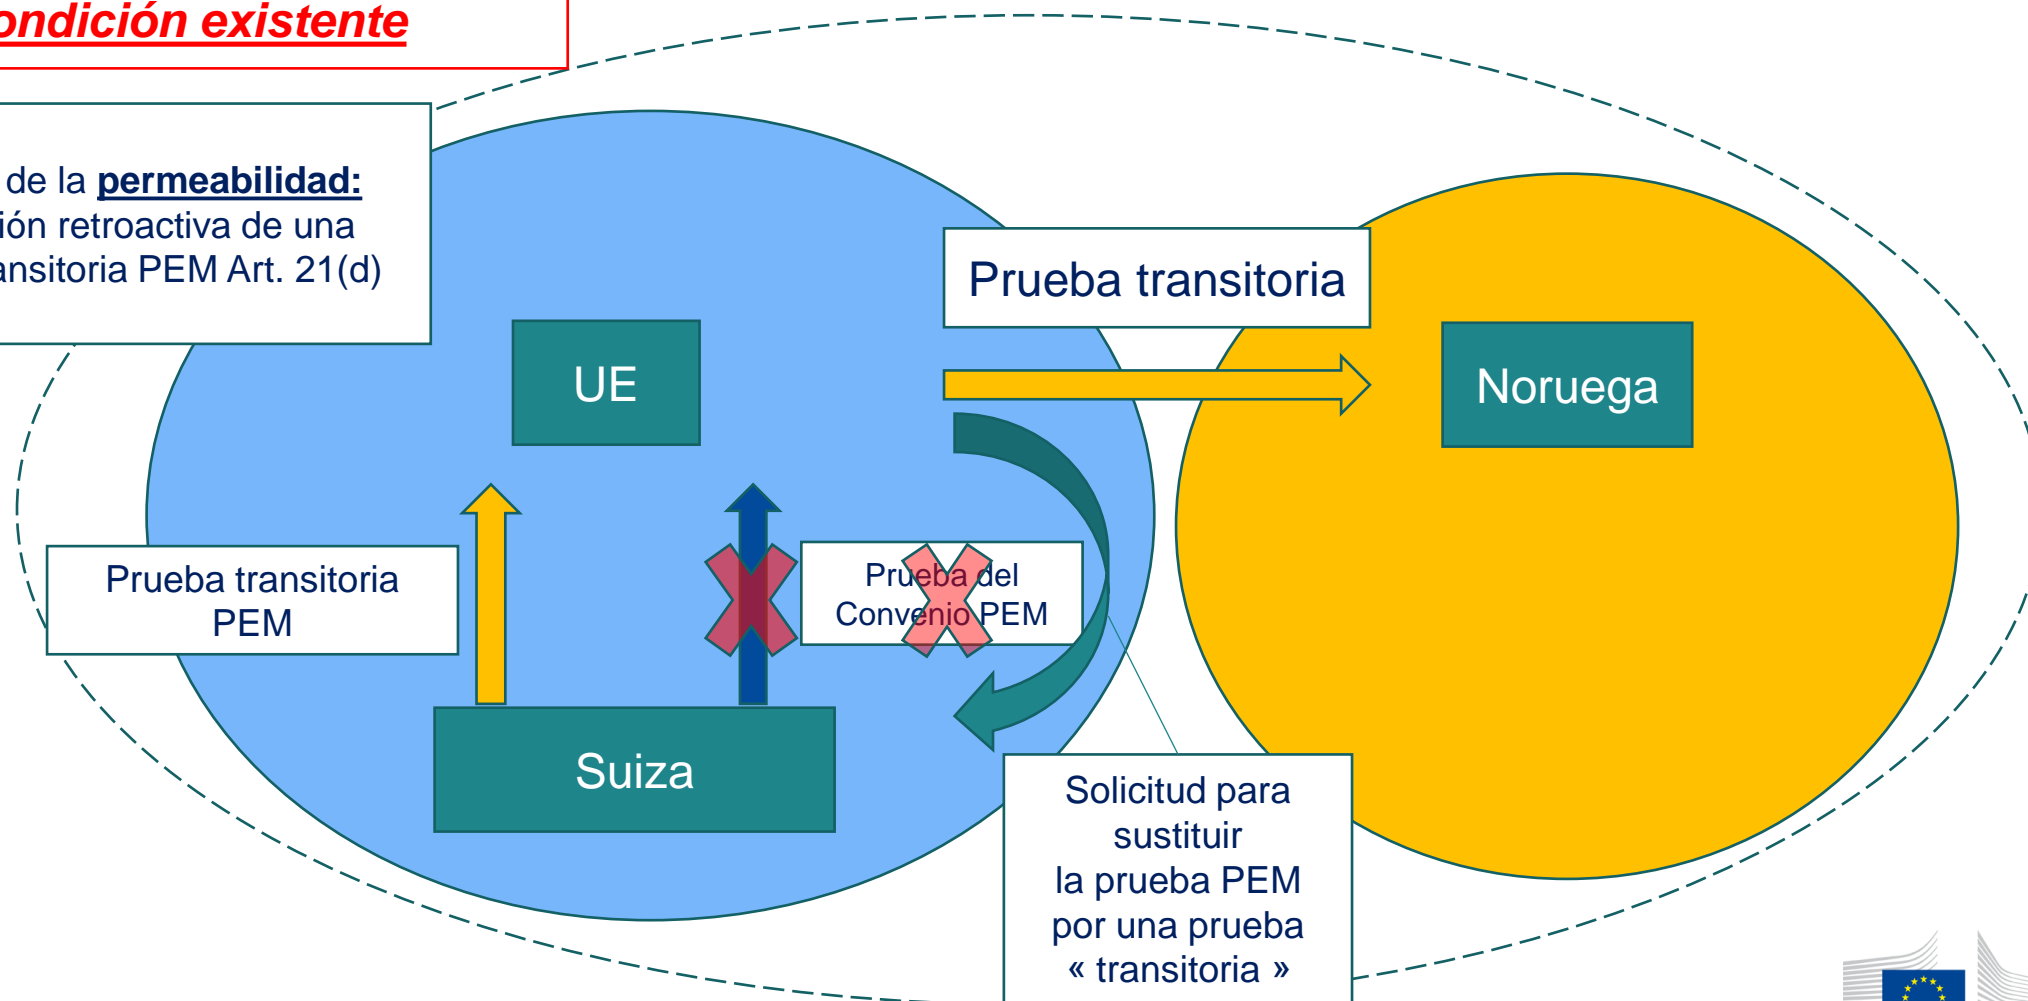 ondición existente
de la permeabilidad:
ión retroactiva de una
ansitoria PEM Art. 21(d)
Prueba transitoria
UE
Noruega
Prueba transitoria
PEM
Prueba del
Convenio PEM
Suiza
Solicitud para
sustituir
la prueba PEM
por una prueba
« transitoria »